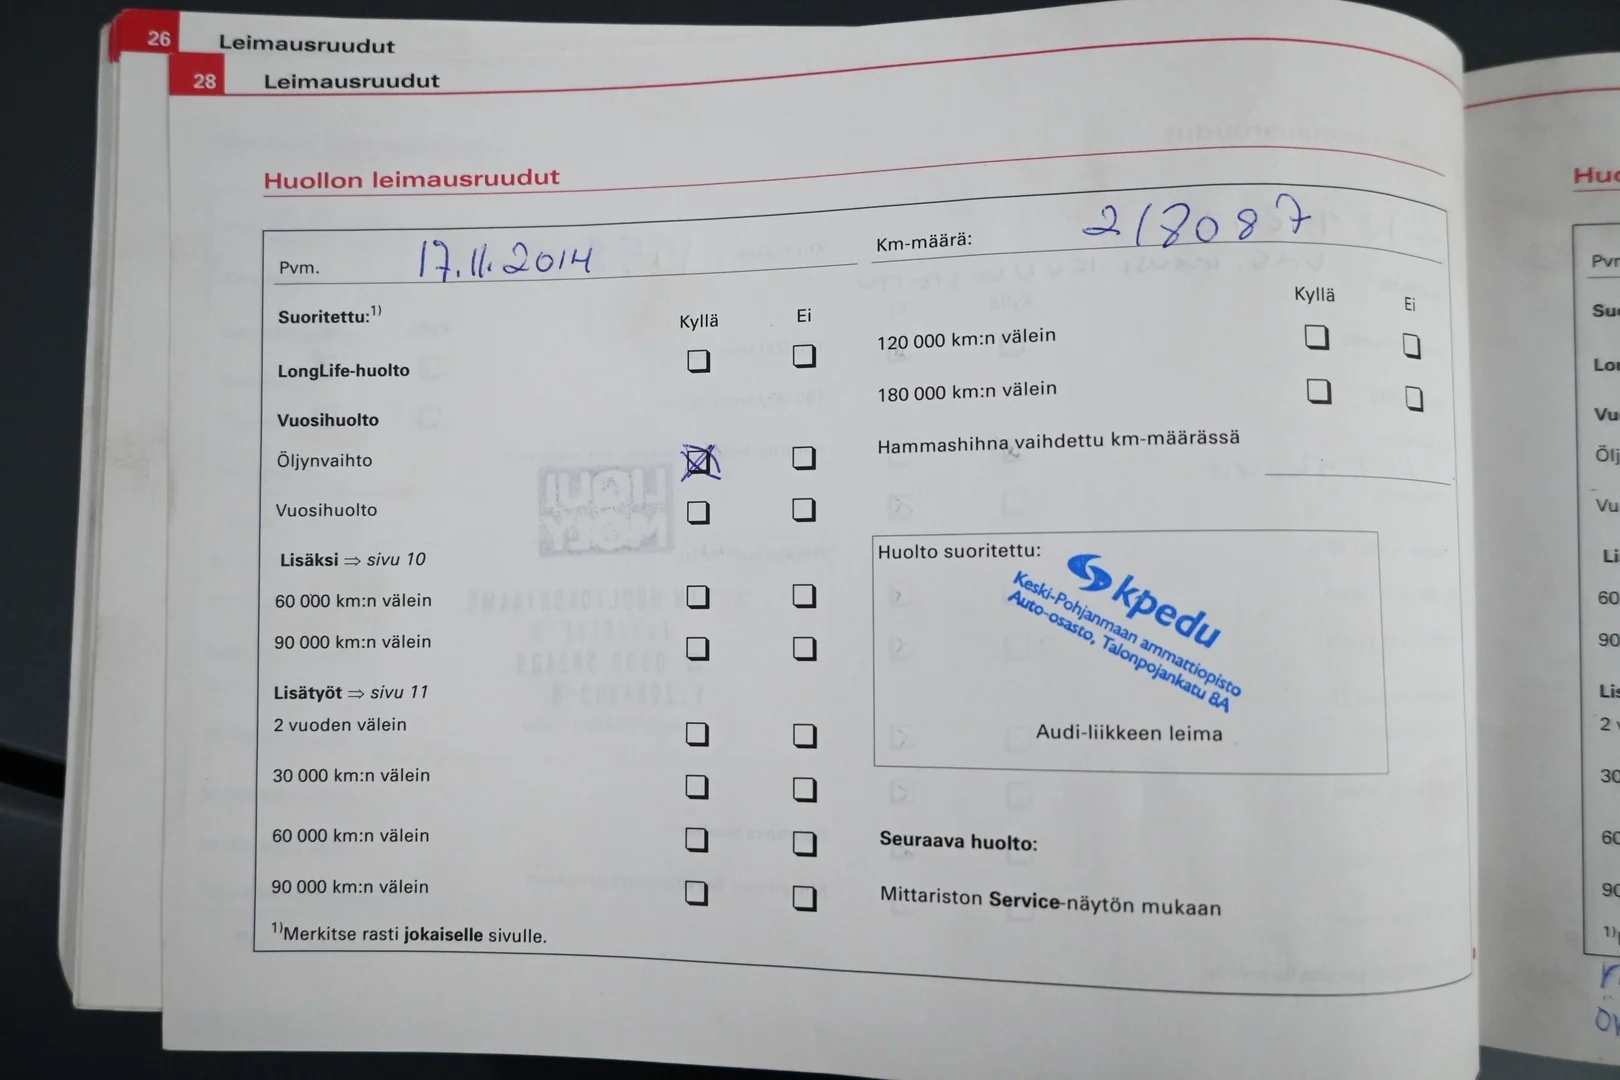 26 Leimausruudut
28 Leimausruudut
Huollon leimausruudut
Pvm. 17.11.2014
Suoritettu:1)
Kyllä Ei
LongLife-huolto
Vuosihuolto
Öljynvaihto
Vuosihuolto
Lisäksi ⇒ sivu 10
60 000 km:n välein
90 000 km:n välein
Lisätyöt ⇒ sivu 11
2 vuoden välein
30 000 km:n välein
60 000 km:n välein
90 000 km:n välein
1)Merkitse rasti jokaiselle sivulle.
Km-määrä: 218087
Kyllä Ei
120 000 km:n välein
180 000 km:n välein
Hammashihna vaihdettu km-määrässä
Huolto suoritettu:
kpedu
Keski-Pohjanmaan ammattiopisto
Auto-osasto, Talonpojankatu 8A
Audi-liikkeen leima
Seuraava huolto:
Mittariston Service-näytön mukaan